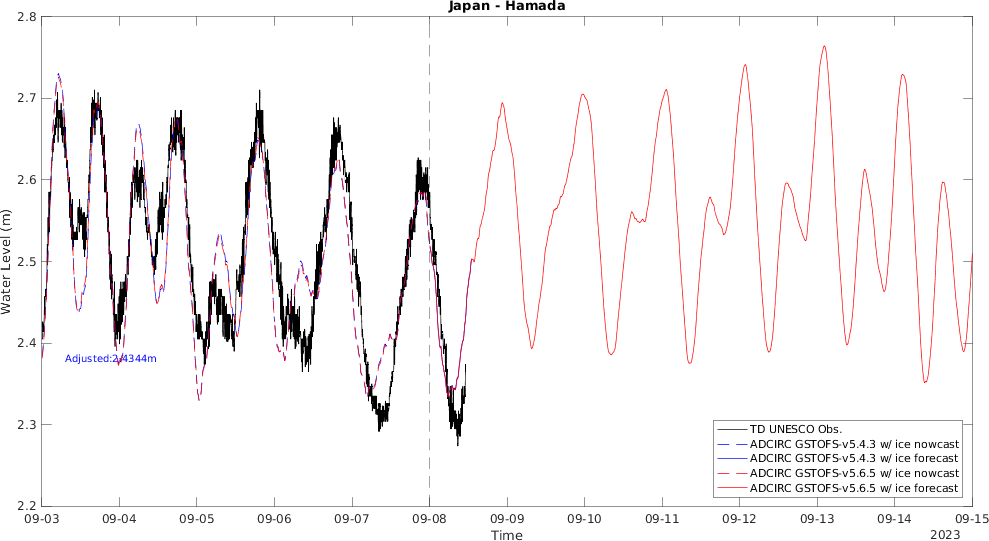 Japan - Hamada
Water Level (m)
2.8
2.7
2.6
2.5
2.4
2.3
2.2
Adjusted:2.4344m
TD UNESCO Obs.
ADCIRC GSTOFS-v5.4.3 w/ ice nowcast
ADCIRC GSTOFS-v5.4.3 w/ ice forecast
ADCIRC GSTOFS-v5.6.5 w/ ice nowcast
ADCIRC GSTOFS-v5.6.5 w/ ice forecast
09-03 09-04 09-05 09-06 09-07 09-08 09-09 09-10 09-11 09-12 09-13 09-14 09-15
Time
2023